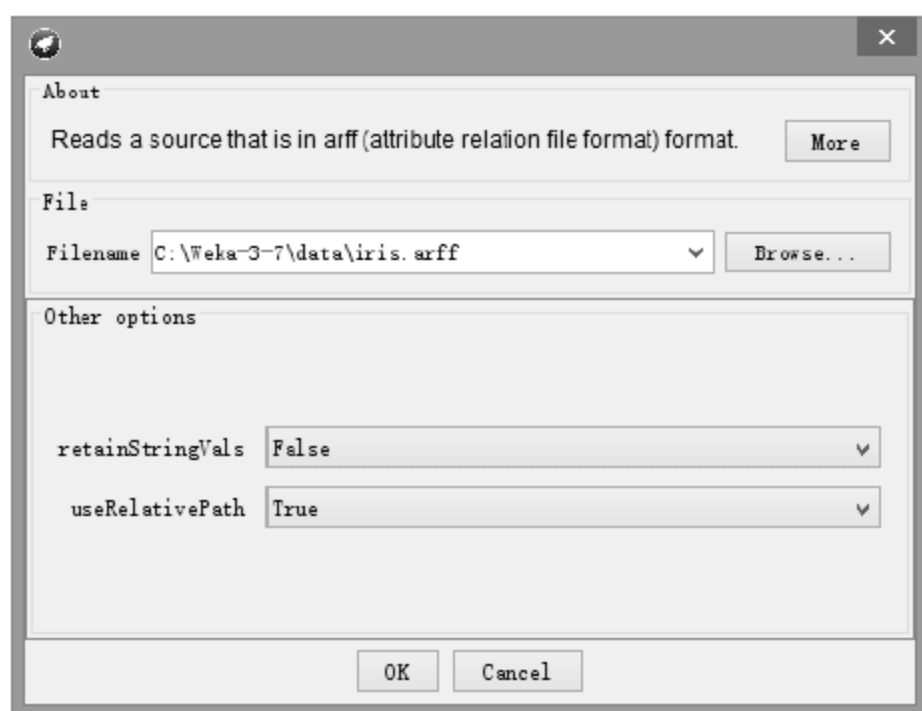 About
Reads a source that is in arff (attribute relation file format) format.
More
File
Filename C:\Weka-3-7\data\iris.arff Browse...
Other options
retainStringVals False
useRelativePath True
OK Cancel